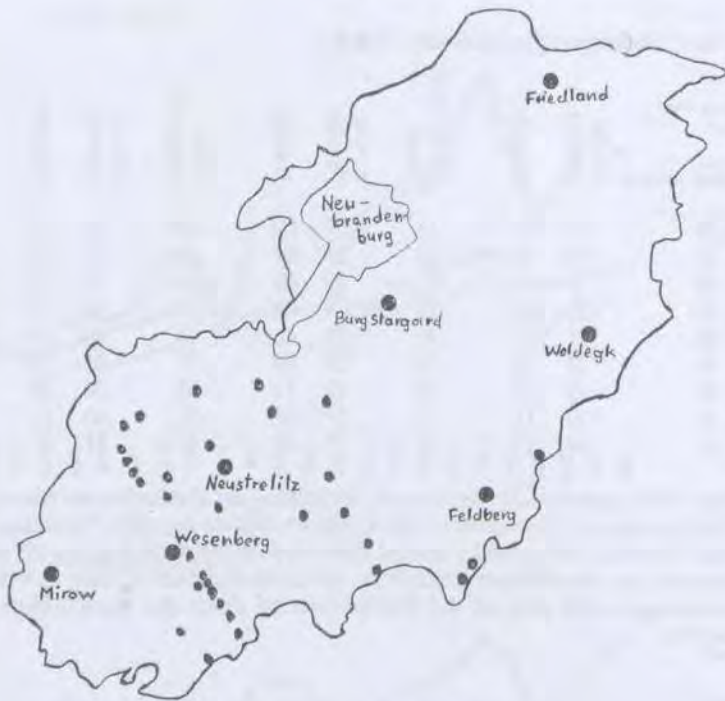 Friedland
Neu-
branden-
burg
Burg Stargard
Woldegk
Neustrelitz
Feldberg
Wesenberg
Mirow